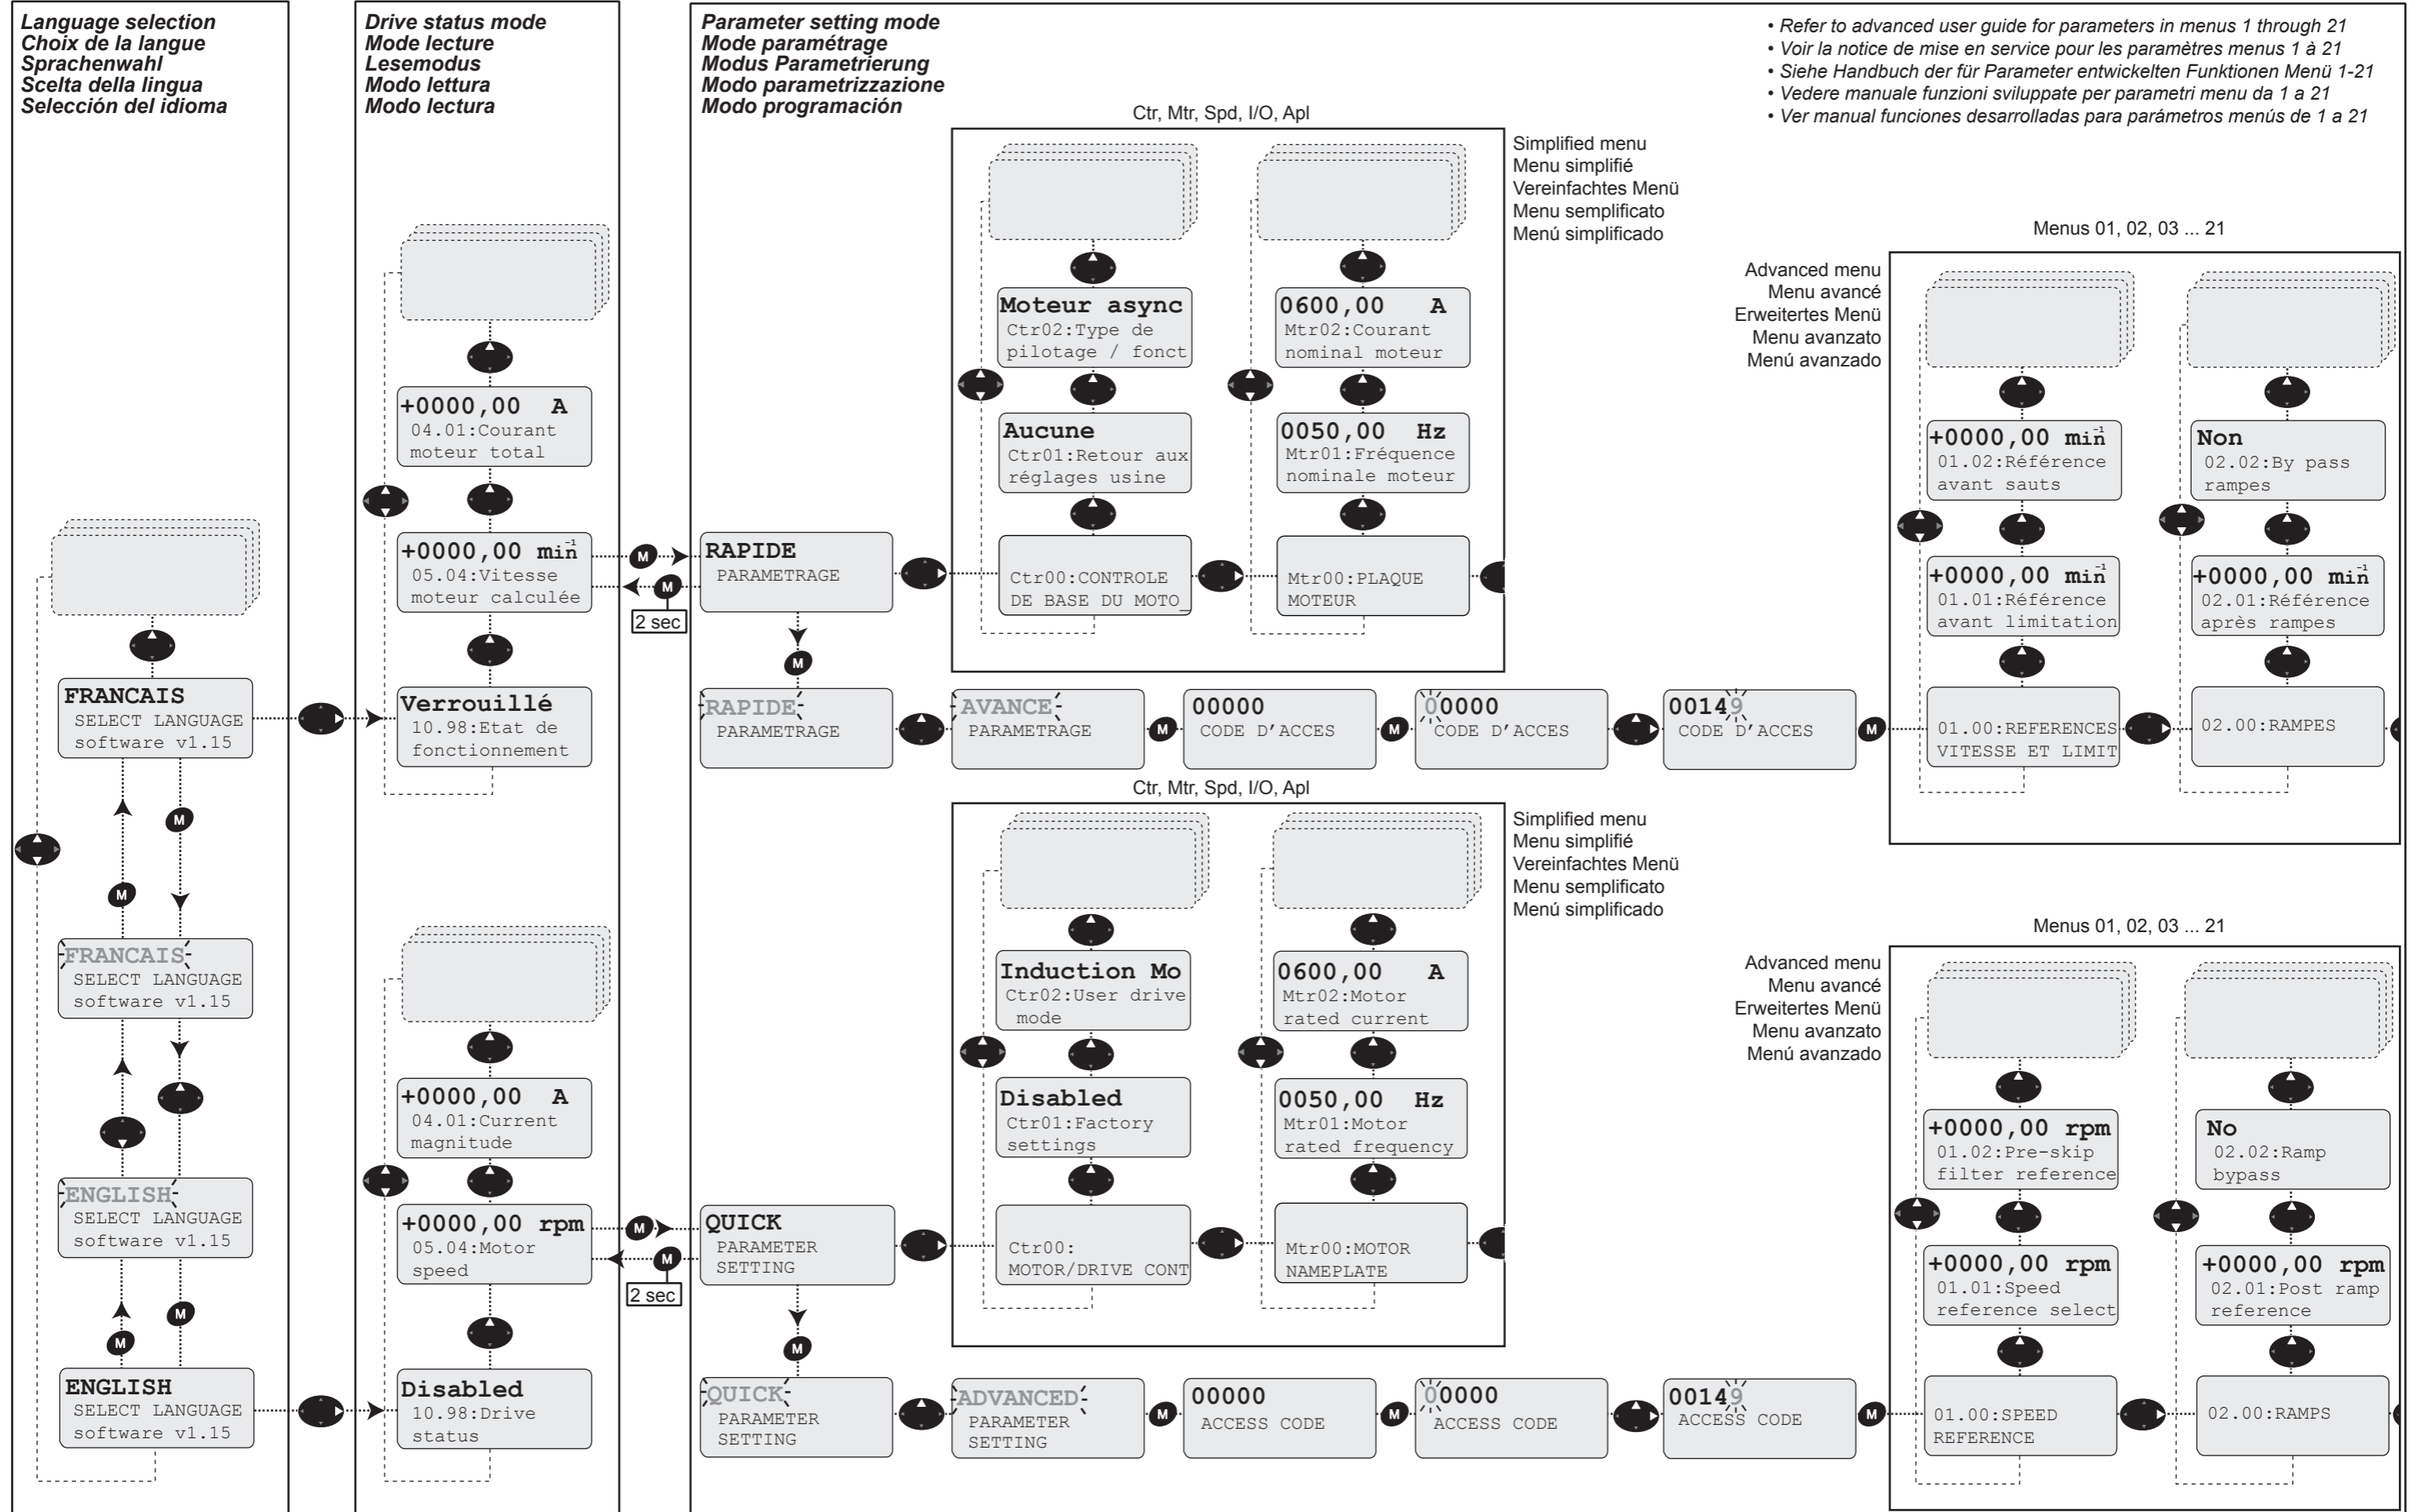 Language selection
Choix de la langue
Sprachenwahl
Scelta della lingua
Selección del idioma
FRANCAIS
SELECT LANGUAGE
software v1.15
M
M
FRANCAIS
SELECT LANGUAGE
software v1.15
ENGLISH
SELECT LANGUAGE
software v1.15
M
M
ENGLISH
SELECT LANGUAGE
software v1.15
Drive status mode
Mode lecture
Lesemodus
Modo lettura
Modo lectura
+0000,00 A
04.01:Courant
moteur total
+0000,00 min-1
05.04:Vitesse
moteur calculée
Verrouillé
10.98:Etat de
fonctionnement
+0000,00 A
04.01:Current
magnitude
+0000,00 rpm
05.04:Motor
speed
Disabled
10.98:Drive
status
Parameter setting mode
Mode paramétrage
Modus Parametrierung
Modo parametrizzazione
Modo programación
• Refer to advanced user guide for parameters in menus 1 through 21
• Voir la notice de mise en service pour les paramètres menus 1 à 21
• Siehe Handbuch der für Parameter entwickelten Funktionen Menü 1-21
• Vedere manuale funzioni sviluppate per parametri menu da 1 a 21
• Ver manual funciones desarrolladas para parámetros menús de 1 a 21
M
M
2 sec
RAPIDE
PARAMETRAGE
M
Ctr, Mtr, Spd, I/O, Apl
Simplified menu
Menu simplifié
Vereinfachtes Menü
Menu semplificato
Menú simplificado
Moteur async
Ctr02:Type de
pilotage / fonct
Aucune
Ctr01:Retour aux
réglages usine
Ctr00:CONTROLE
DE BASE DU MOTO_
0600,00 A
Mtr02:Courant
nominal moteur
0050,00 Hz
Mtr01:Fréquence
nominale moteur
Mtr00:PLAQUE
MOTEUR
RAPIDE
PARAMETRAGE
AVANCE
PARAMETRAGE
M
00000
CODE D'ACCES
M
00000
CODE D'ACCES
00149
CODE D'ACCES
M
Menus 01, 02, 03 ... 21
Advanced menu
Menu avancé
Erweitertes Menü
Menu avanzato
Menú avanzado
+0000,00 min-1
01.02:Référence
avant sauts
+0000,00 min-1
01.01:Référence
avant limitation
01.00:REFERENCES
VITESSE ET LIMIT
Non
02.02:By pass
rampes
+0000,00 min-1
02.01:Référence
après rampes
02.00:RAMPES
M
M
2 sec
QUICK
PARAMETER
SETTING
M
Ctr, Mtr, Spd, I/O, Apl
Simplified menu
Menu simplifié
Vereinfachtes Menü
Menu semplificato
Menú simplificado
Induction Mo
Ctr02:User drive
mode
Disabled
Ctr01:Factory
settings
Ctr00:
MOTOR/DRIVE CONT
0600,00 A
Mtr02:Motor
rated current
0050,00 Hz
Mtr01:Motor
rated frequency
Mtr00:MOTOR
NAMEPLATE
QUICK
PARAMETER
SETTING
ADVANCED
PARAMETER
SETTING
M
00000
ACCESS CODE
M
00000
ACCESS CODE
00149
ACCESS CODE
M
Menus 01, 02, 03 ... 21
Advanced menu
Menu avancé
Erweitertes Menü
Menu avanzato
Menú avanzado
+0000,00 rpm
01.02:Pre-skip
filter reference
+0000,00 rpm
01.01:Speed
reference select
01.00:SPEED
REFERENCE
No
02.02:Ramp
bypass
+0000,00 rpm
02.01:Post ramp
reference
02.00:RAMPS